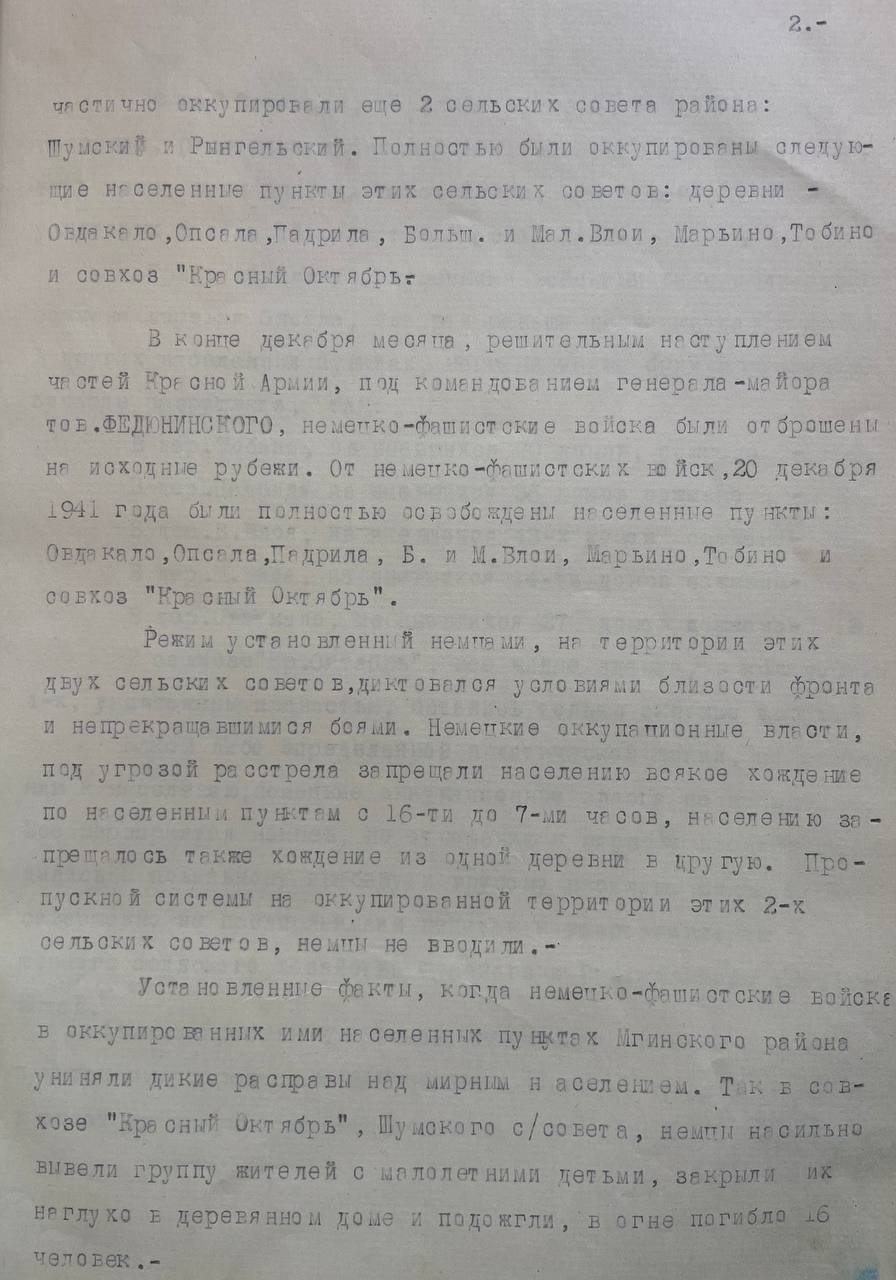 2.-
частично оккупировали еще 2 сельских совета района:
Шумский и Рынгельский. Полностью были оккупированы следую-
щие населенные пункты этих сельских советов: деревни -
Овдакало,Опсала,Падрила, Больш. и Мал.Влои, Марьино,Тобино
и совхоз "Красный Октябрь.-
В конце декабря месяца, решительным наступлением
частей Красной Армии, под командованием генерала-майора
тов.ФЕДЮНИНСКОГО, немецко-фашистские войска были отброшены
на исходные рубежи. От немецко-фашистских войск,20 декабря
1941 года были полностью освобождены населенные пункты:
Овдакало,Опсала,Падрила, Б. и М.Влои, Марьино,Тобино и
совхоз "Красный Октябрь".
Режим установленный немцами, на территории этих
двух сельских советов,диктовался условиями близости фронта
и непрекращавшимися боями. Немецкие оккупационные власти,
под угрозой расстрела запрещали населению всякое хождение
по населенным пунктам с 16-ти до 7-ми часов, населению за-
прещалось также хождение из одной деревни в другую. Про-
пускной системы на оккупированной территории этих 2-х
сельских советов, немцы не вводили.-
Установленные факты, когда немецко-фашистские войска
в оккупированных ими населенных пунктах Мгинского района
униняли дикие расправы над мирным населением. Так в сов-
хозе "Красный Октябрь", Шумского с/совета, немцы насильно
вывели группу жителей с малолетними детьми, закрыли их
наглухо в деревянном доме и подожгли, в огне погибло 16
человек.-